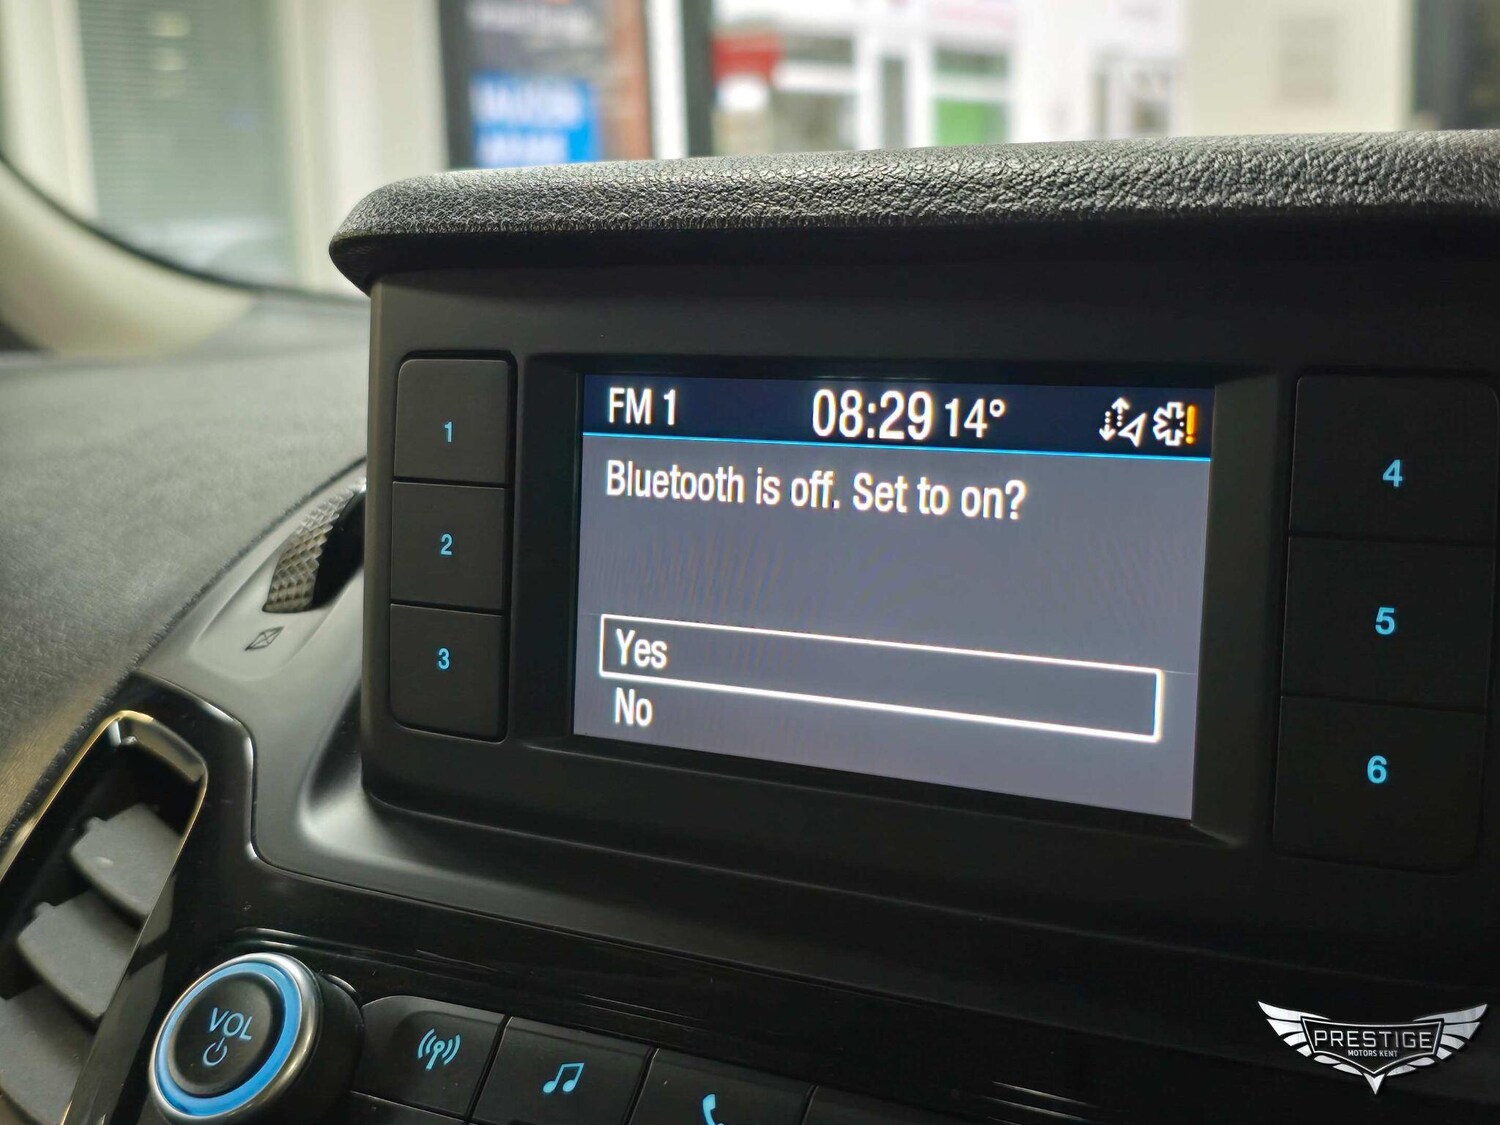 FM 1 08:29 14°
Bluetooth is off. Set to on?
Yes
No
1
2
3
4
5
6
VOL
PRESTIGE
MOTORS KENT